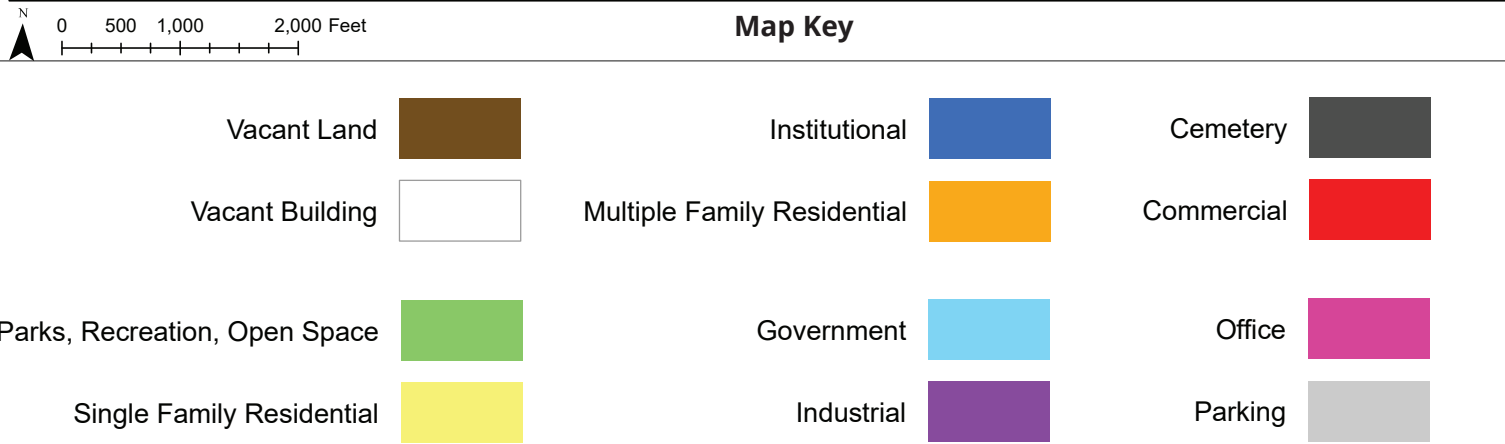 N
0 500 1,000 2,000 Feet
Map Key
Vacant Land
Institutional
Cemetery
Vacant Building
Multiple Family Residential
Commercial
Parks, Recreation, Open Space
Government
Office
Single Family Residential
Industrial
Parking